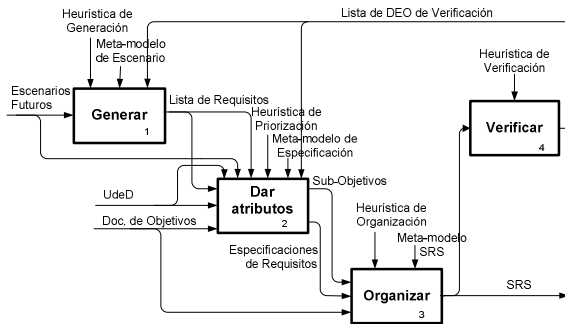 Heurística de
Generación
Lista de DEO de Verificación
Meta-modelo
de Escenario
Heurística de
Verificación
Escenarios
Futuros
Generar
1
Lista de Requisitos
Heurística de
Priorización
Meta-modelo de
Especificación
Verificar
4
Sub-Objetivos
UdeD
Dar
atributos
2
Doc. de Objetivos
Heurística de
Organización
Meta-modelo
SRS
Especificaciones
de Requisitos
Organizar
3
SRS